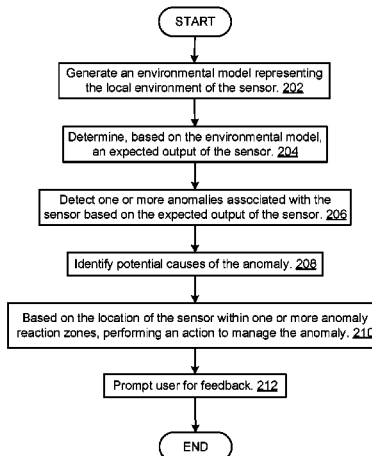 START
Generate an environmental model representing
the local environment of the sensor. 202
Determine, based on the environmental model,
an expected output of the sensor. 204
Detect one or more anomalies associated with the
sensor based on the expected output of the sensor. 206
Identify potential causes of the anomaly. 208
Based on the location of the sensor within one or more anomaly
reaction zones, performing an action to manage the anomaly. 210
Prompt user for feedback. 212
END